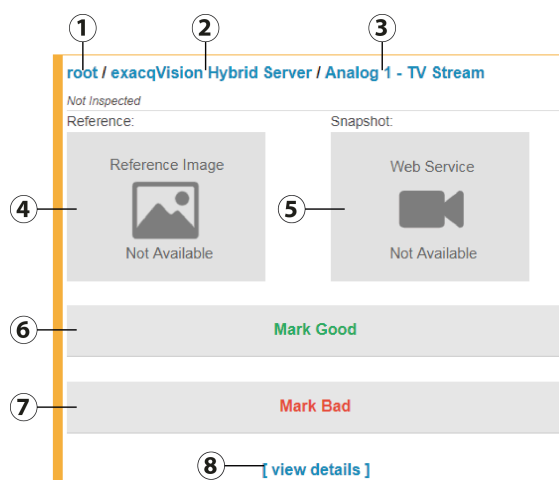 1 2 3
root / exacqVision Hybrid Server / Analog 1 - TV Stream
Not Inspected
Reference: Snapshot:
Reference Image Web Service
4 5
Not Available Not Available
6 Mark Good
7 Mark Bad
8 [ view details ]